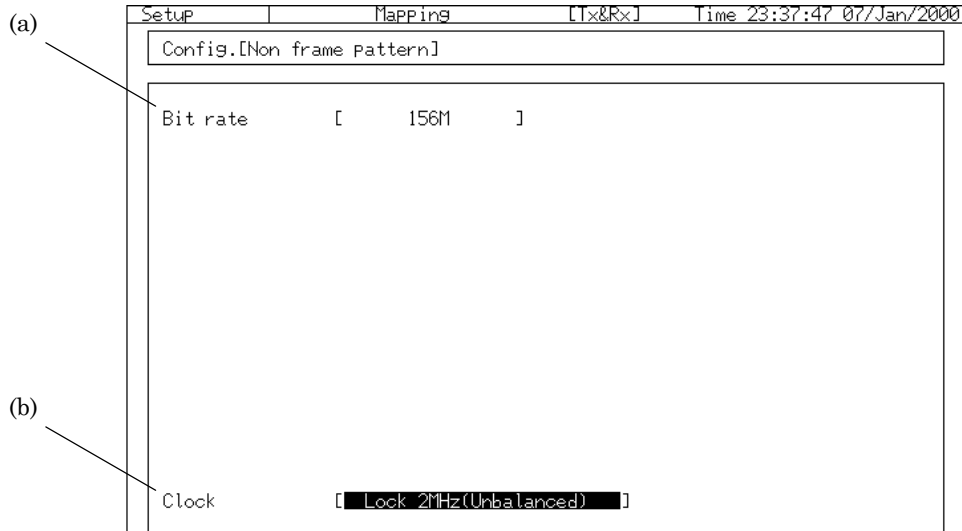 (a)
Setup Mapping [Tx&Rx] Time 23:37:47 07/Jan/2000
Config.[Non frame pattern]
Bit rate [ 156M ]
(b)
Clock [ Lock 2MHz(Unbalanced) ]